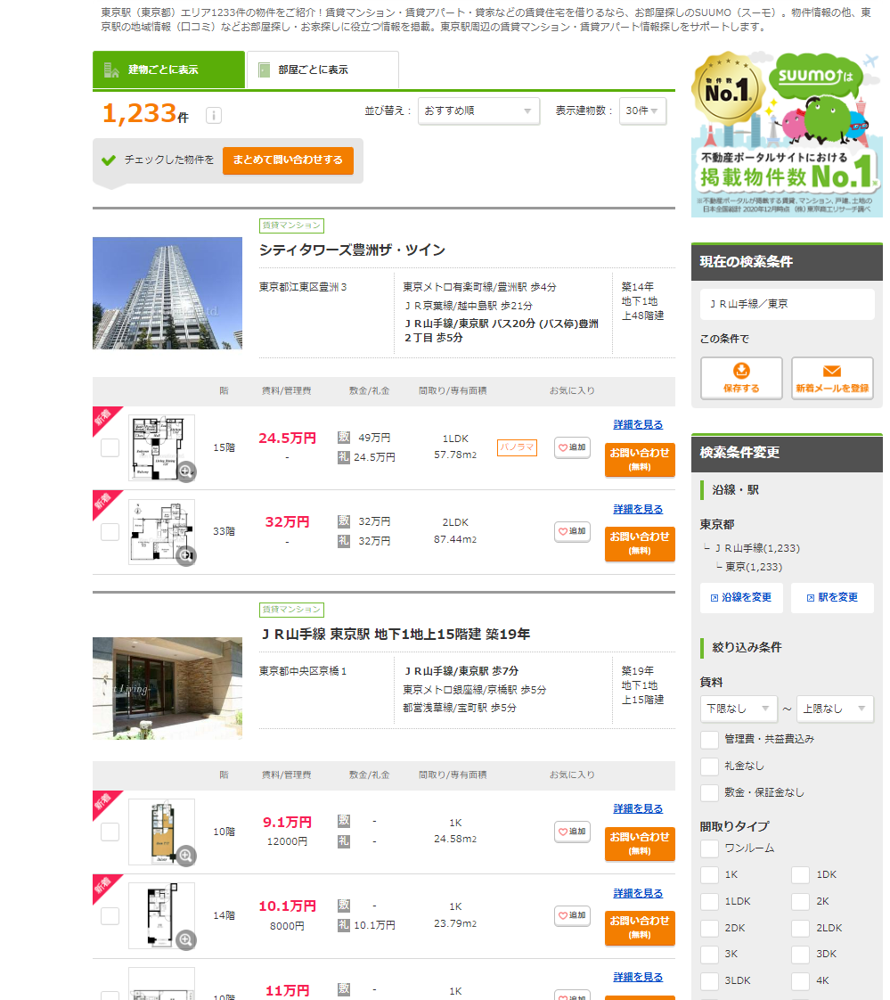 東京駅（東京都）エリア1233件の物件をご紹介！賃貸マンション・賃貸アパート・貸家などの賃貸住宅を借りるなら、お部屋探しのSUUMO（スーモ）。物件情報の他、東
京駅の地域情報（口コミ）などお部屋探し・お家探しに役立つ情報を掲載。東京駅周辺の賃貸マンション・賃貸アパート情報探しをサポートします。
建物ごとに表示
部屋ごとに表示
1,233件
並び替え：
おすすめ順
表示建物数：
30件
チェックした物件を
まとめて問い合わせする
賃貸マンション
シティタワーズ豊洲ザ・ツイン
東京都江東区豊洲３
東京メトロ有楽町線/豊洲駅 歩4分
ＪＲ京葉線/越中島駅 歩21分
ＪＲ山手線/東京駅 バス20分 (バス停)豊洲
２丁目 歩5分
築14年
地下1地
上48階建
階
賃料/管理費
敷金/礼金
間取り/専有面積
お気に入り
新着
15階
24.5万円
-
敷 49万円
礼 24.5万円
1LDK
57.78m2
パノラマ
追加
詳細を見る
お問い合わせ
(無料)
新着
33階
32万円
-
敷 32万円
礼 32万円
2LDK
87.44m2
追加
詳細を見る
お問い合わせ
(無料)
賃貸マンション
ＪＲ山手線 東京駅 地下1地上15階建 築19年
t Living-
東京都中央区京橋１
ＪＲ山手線/東京駅 歩7分
東京メトロ銀座線/京橋駅 歩5分
都営浅草線/宝町駅 歩5分
築19年
地下1地
上15階建
階
賃料/管理費
敷金/礼金
間取り/専有面積
お気に入り
新着
10階
9.1万円
12000円
敷 -
礼 -
1K
24.58m2
追加
詳細を見る
お問い合わせ
(無料)
新着
14階
10.1万円
8000円
敷 -
礼 10.1万円
1K
23.79m2
追加
詳細を見る
お問い合わせ
(無料)
10階
11万円
敷 -
1K
追加
詳細を見る
物件数
No.1
suumoは
不動産ポータルサイトにおける
掲載物件数No.1
※不動産ポータルが掲載する賃貸、マンション、戸建、土地の
日本全国総計 2020年12月時点 （株）東京商工リサーチ調べ
現在の検索条件
ＪＲ山手線／東京
この条件で
保存する
新着メールを登録
検索条件変更
沿線・駅
東京都
└ ＪＲ山手線(1,233)
└ 東京(1,233)
沿線を変更
駅を変更
絞り込み条件
賃料
下限なし
～
上限なし
管理費・共益費込み
礼金なし
敷金・保証金なし
間取りタイプ
ワンルーム
1K
1DK
1LDK
2K
2DK
2LDK
3K
3DK
3LDK
4K